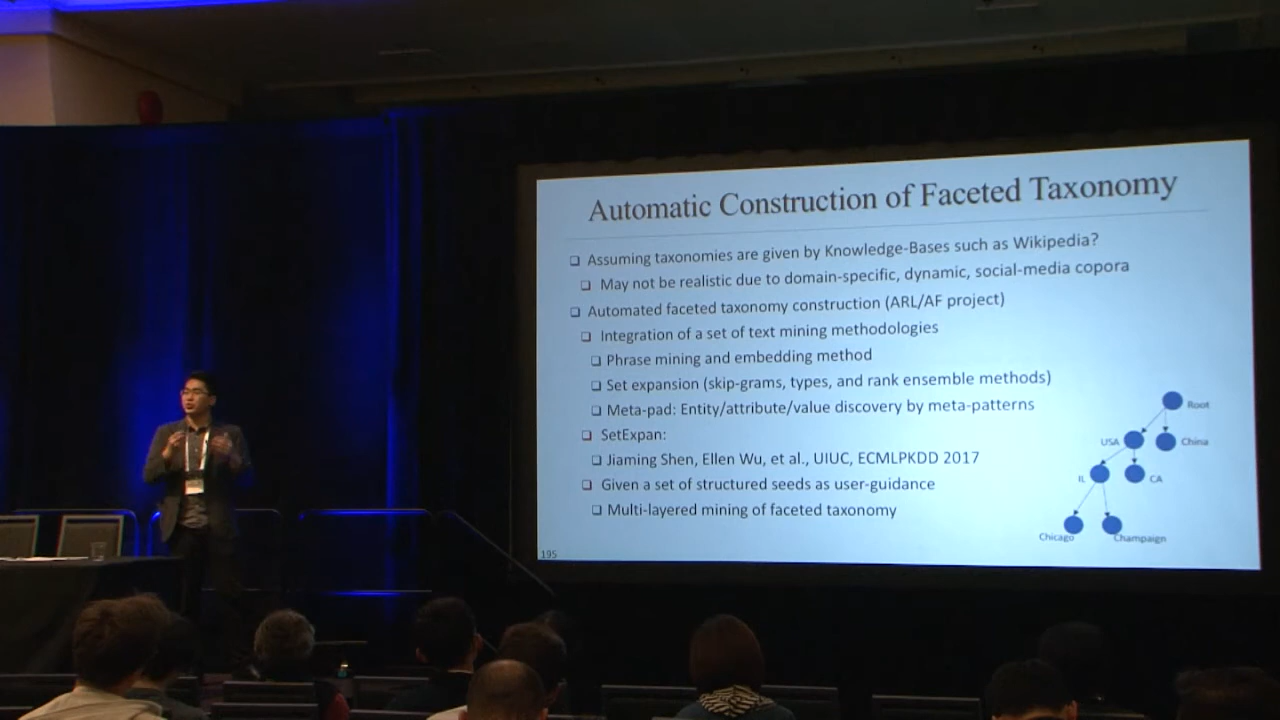 Automatic Construction of Faceted Taxonomy
Assuming taxonomies are given by Knowledge-Bases such as Wikipedia?
May not be realistic due to domain-specific, dynamic, social-media copora
Automated faceted taxonomy construction (ARL/AF project)
Integration of a set of text mining methodologies
Phrase mining and embedding method
Set expansion (skip-grams, types, and rank ensemble methods)
Meta-pad: Entity/attribute/value discovery by meta-patterns
SetExpan:
Jiaming Shen, Ellen Wu, et al., UIUC, ECMLPKDD 2017
Given a set of structured seeds as user-guidance
Multi-layered mining of faceted taxonomy
Root
USA
China
IL
CA
Chicago
Champaign
195